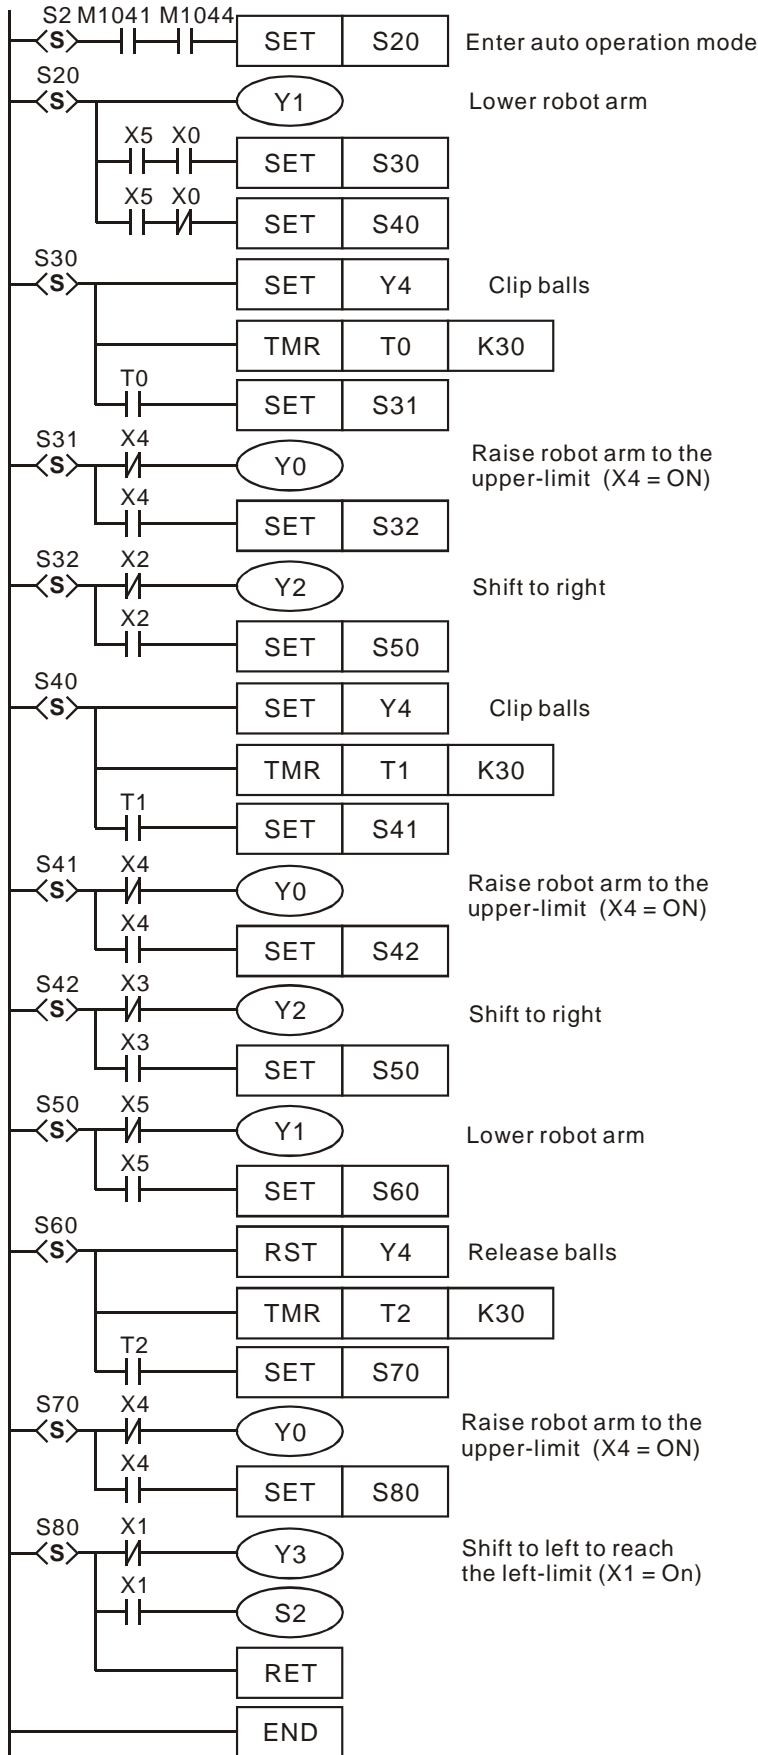 S2 M1041 M1044
S SET S20 Enter auto operation mode
S20
S Y1 Lower robot arm
X5 X0
SET S30
X5 X0
SET S40
S30
S SET Y4 Clip balls
TMR T0 K30
T0
SET S31
S31 X4
S Y0 Raise robot arm to the
upper-limit (X4 = ON)
X4
SET S32
S32 X2
S Y2 Shift to right
X2
SET S50
S40
S SET Y4 Clip balls
TMR T1 K30
T1
SET S41
S41 X4
S Y0 Raise robot arm to the
upper-limit (X4 = ON)
X4
SET S42
S42 X3
S Y2 Shift to right
X3
SET S50
S50 X5
S Y1 Lower robot arm
X5
SET S60
S60
S RST Y4 Release balls
TMR T2 K30
T2
SET S70
S70 X4
S Y0 Raise robot arm to the
upper-limit (X4 = ON)
X4
SET S80
S80 X1
S Y3 Shift to left to reach
the left-limit (X1 = On)
X1
S2
RET
END